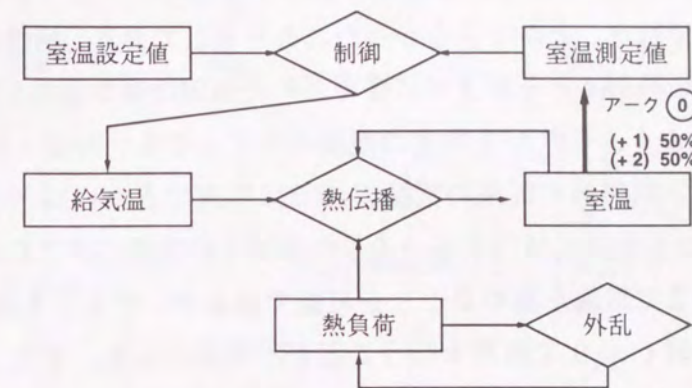 室温設定値
制御
室温測定値
アーク 0
(+ 1) 50%
(+ 2) 50%
給気温
熱伝播
室温
熱負荷
外乱